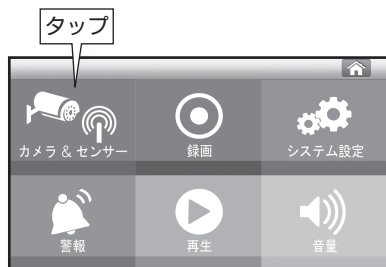 タップ
カメラ & センサー
録画
システム設定
警報
再生
音量